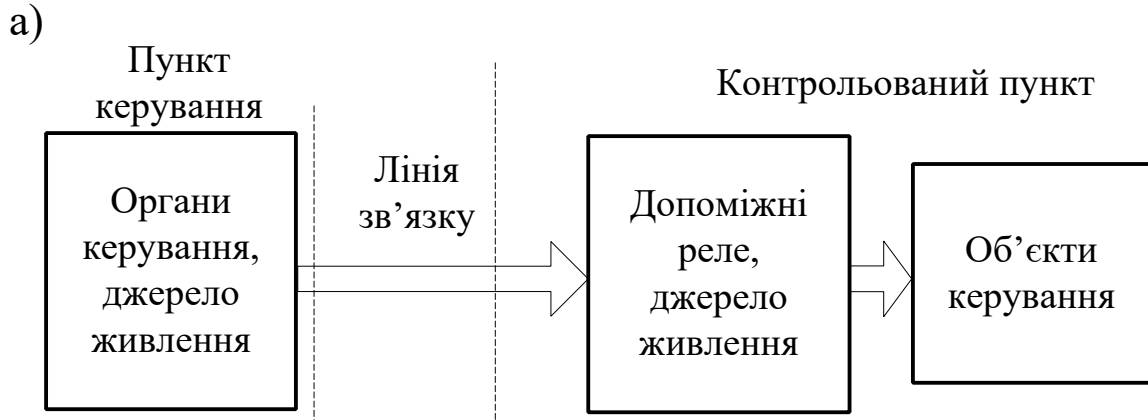 а)
Пункт
керування
Контрольований пункт
Органи
керування,
джерело
живлення
Лінія
зв’язку
Допоміжні
реле,
джерело
живлення
Об’єкти
керування